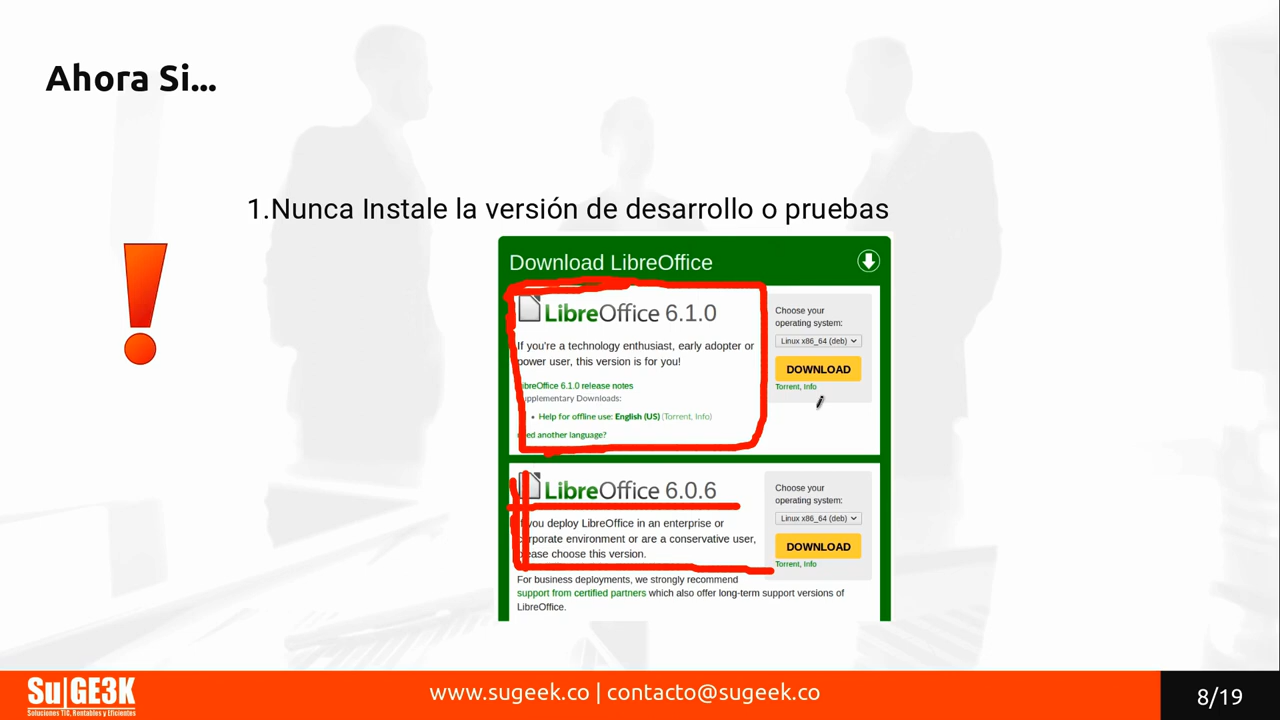 Ahora Si...
1.Nunca Instale la versión de desarrollo o pruebas
Download LibreOffice
LibreOffice 6.1.0
If you're a technology enthusiast, early adopter or
power user, this version is for you!
LibreOffice 6.1.0 release notes
Supplementary Downloads:
Help for offline use: English (US) (Torrent, Info)
need another language?
Choose your
operating system:
Linux x86_64 (deb)
DOWNLOAD
Torrent, Info
LibreOffice 6.0.6
If you deploy LibreOffice in an enterprise or
corporate environment or are a conservative user,
please choose this version.
For business deployments, we strongly recommend
support from certified partners which also offer long-term support versions of
LibreOffice.
Choose your
operating system:
Linux x86_64 (deb)
DOWNLOAD
Torrent, Info
Su|GE3K
Soluciones TIC, Rentables y Eficientes
www.sugeek.co | contacto@sugeek.co
8/19